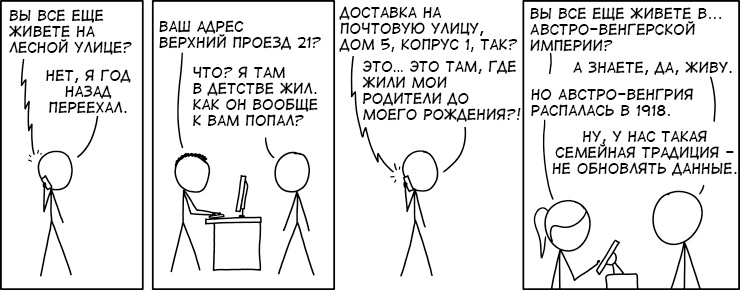 ВЫ ВСЕ ЕЩЕ
ЖИВЕТЕ НА
ЛЕСНОЙ УЛИЦЕ?
НЕТ, Я ГОД
НАЗАД
ПЕРЕЕХАЛ.
ВАШ АДРЕС
ВЕРХНИЙ ПРОЕЗД 21?
ЧТО? Я ТАМ
В ДЕТСТВЕ ЖИЛ.
КАК ОН ВООБЩЕ
К ВАМ ПОПАЛ?
ДОСТАВКА НА
ПОЧТОВУЮ УЛИЦУ,
ДОМ 5, КОПРУС 1, ТАК?
ЭТО... ЭТО ТАМ, ГДЕ
ЖИЛИ МОИ
РОДИТЕЛИ ДО
МОЕГО РОЖДЕНИЯ?!
ВЫ ВСЕ ЕЩЕ ЖИВЕТЕ В...
АВСТРО-ВЕНГЕРСКОЙ
ИМПЕРИИ?
А ЗНАЕТЕ, ДА, ЖИВУ.
НО АВСТРО-ВЕНГРИЯ
РАСПАЛАСЬ В 1918.
НУ, У НАС ТАКАЯ
СЕМЕЙНАЯ ТРАДИЦИЯ –
НЕ ОБНОВЛЯТЬ ДАННЫЕ.